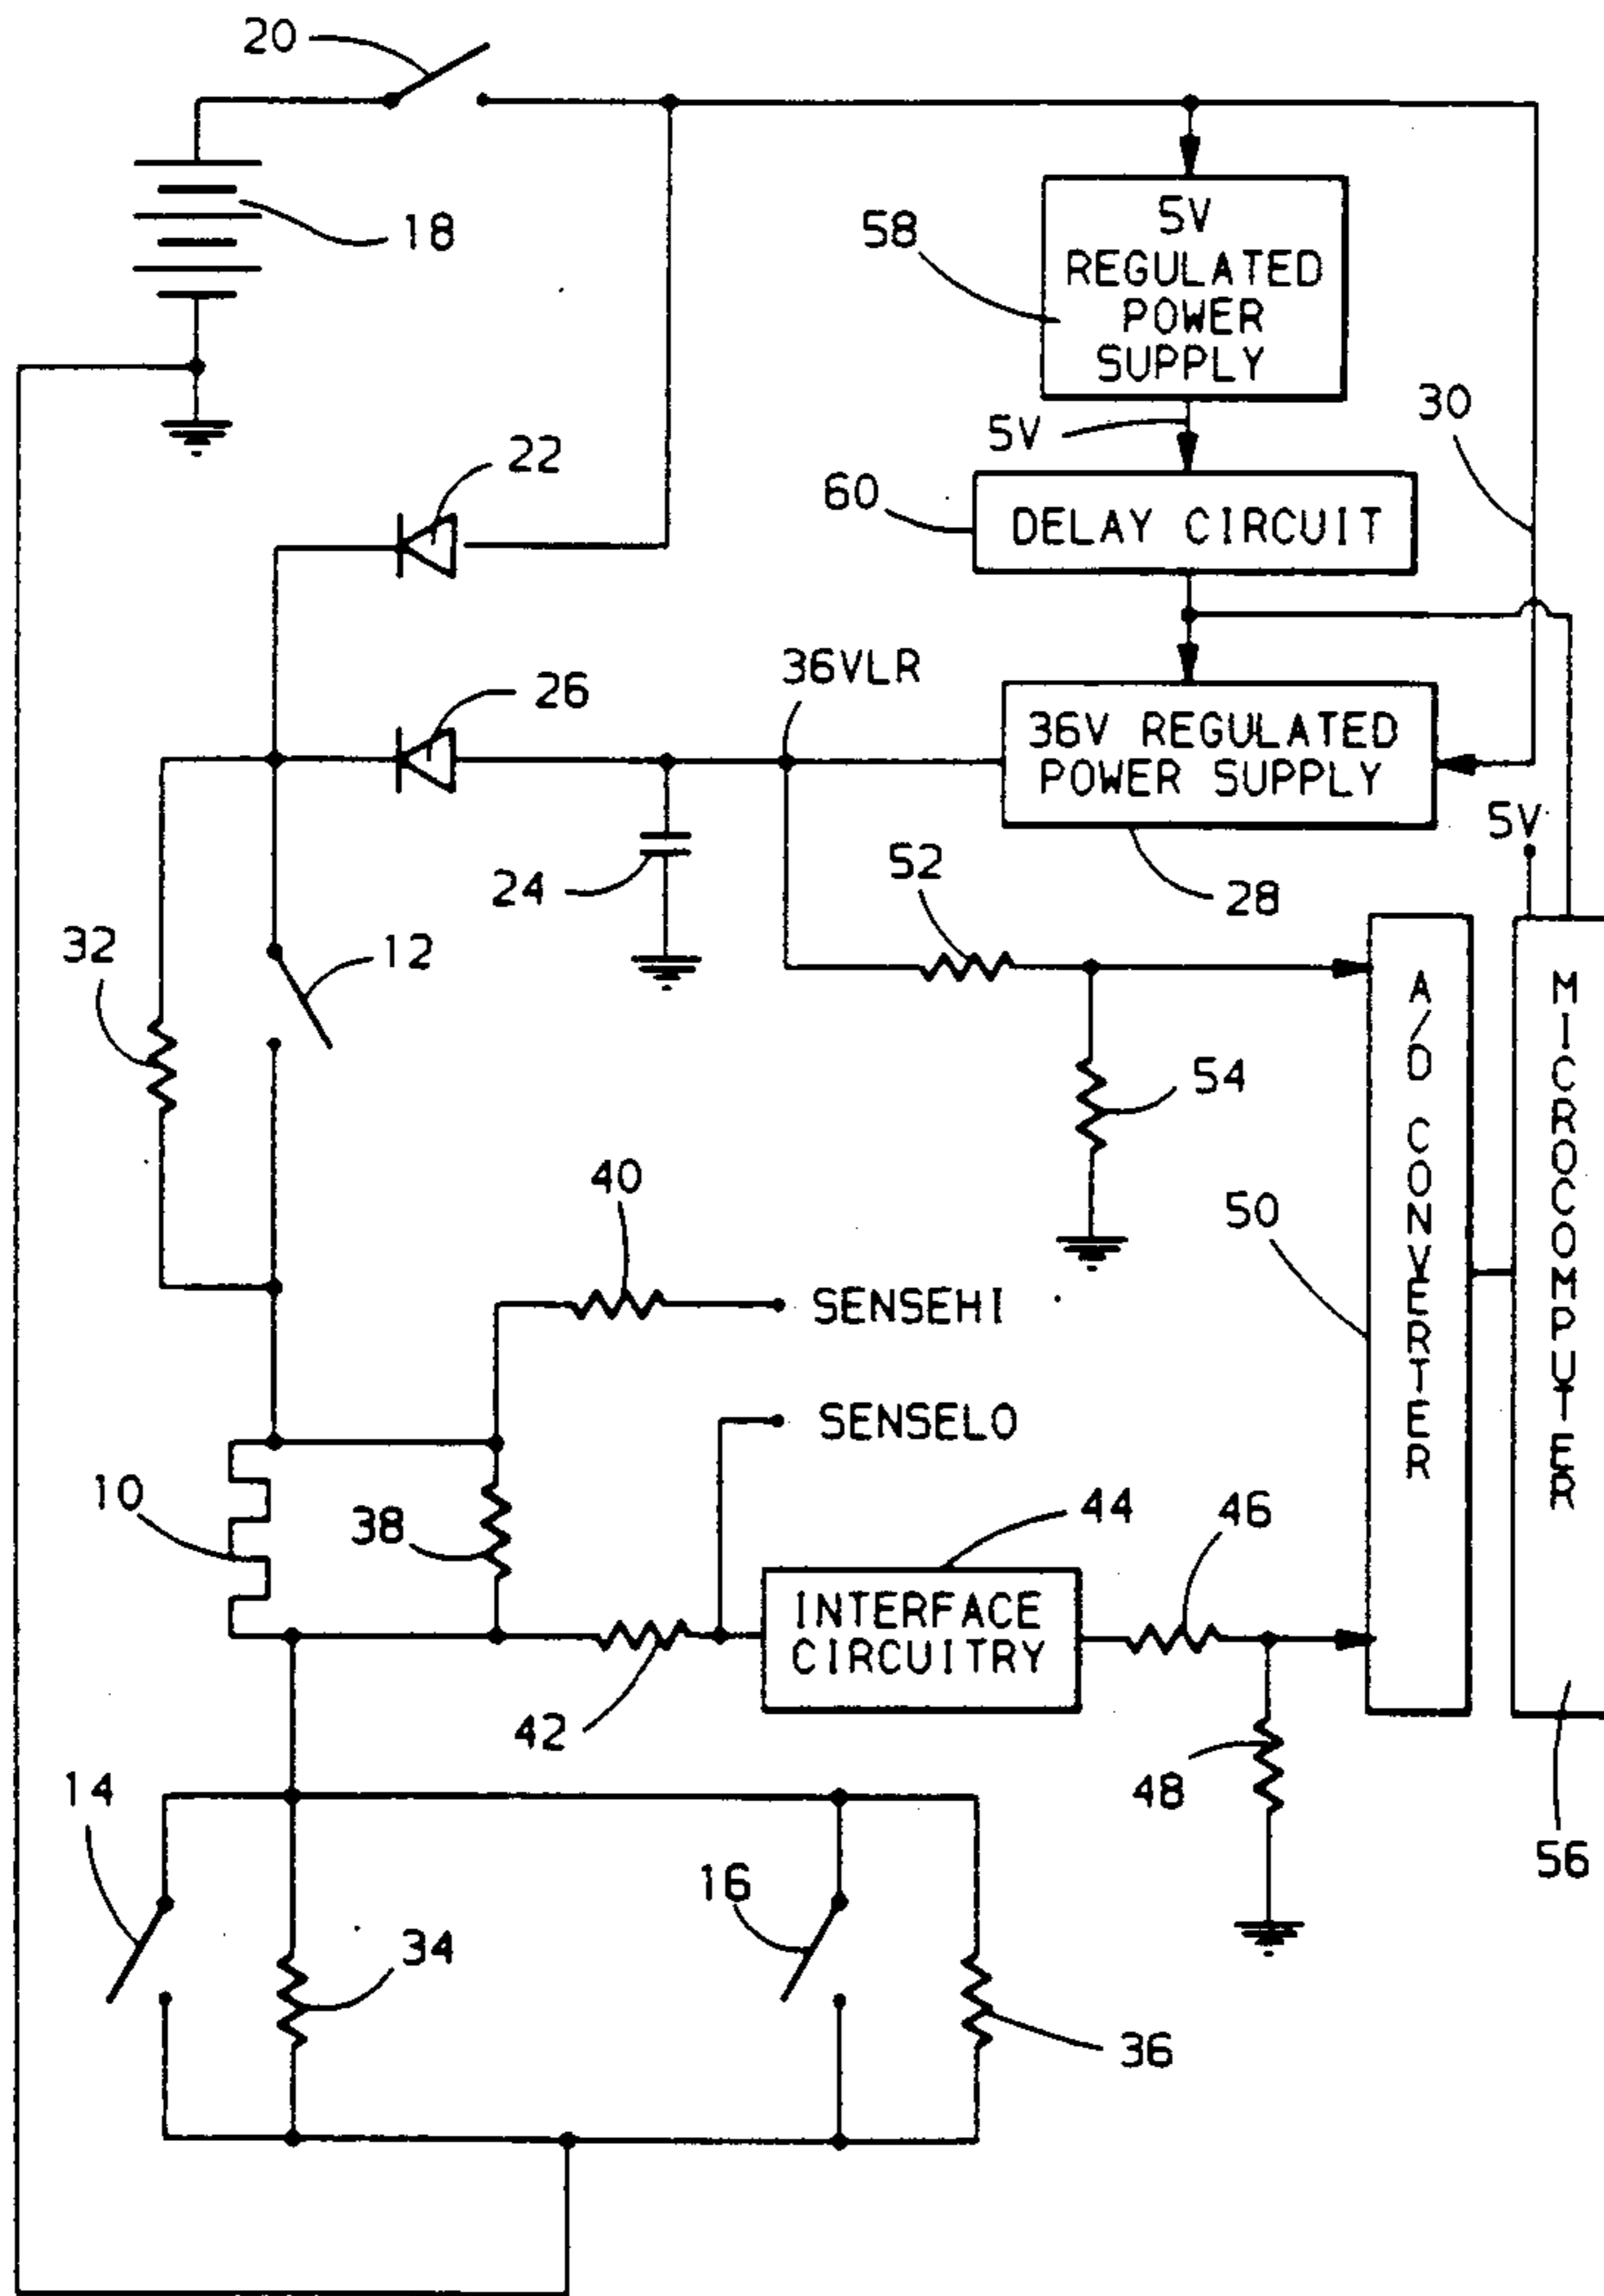 20
18
58
5V
REGULATED
POWER
SUPPLY
5V
30
22
60
DELAY CIRCUIT
26
36VLR
36V REGULATED
POWER SUPPLY
5V
24
52
28
32
12
A/D CONVERTER
MICROCOMPUTER
54
40
50
SENSEHI
SENSELO
10
38
44
46
INTERFACE
CIRCUITRY
42
48
14
16
56
34
36